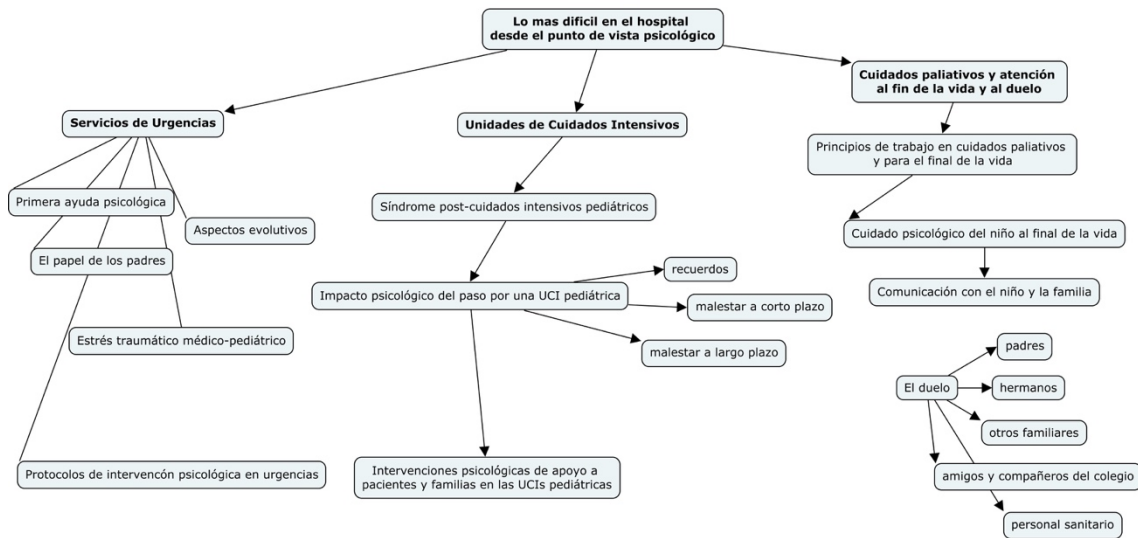 Lo mas dificil en el hospital
desde el punto de vista psicológico
Servicios de Urgencias
Primera ayuda psicológica
Aspectos evolutivos
El papel de los padres
Estrés traumático médico-pediátrico
Protocolos de intervencón psicológica en urgencias
Unidades de Cuidados Intensivos
Síndrome post-cuidados intensivos pediátricos
Impacto psicológico del paso por una UCI pediátrica
recuerdos
malestar a corto plazo
malestar a largo plazo
Intervenciones psicológicas de apoyo a
pacientes y familias en las UCIs pediátricas
Cuidados paliativos y atención
al fin de la vida y al duelo
Principios de trabajo en cuidados paliativos
y para el final de la vida
Cuidado psicológico del niño al final de la vida
Comunicación con el niño y la familia
El duelo
padres
hermanos
otros familiares
amigos y compañeros del colegio
personal sanitario